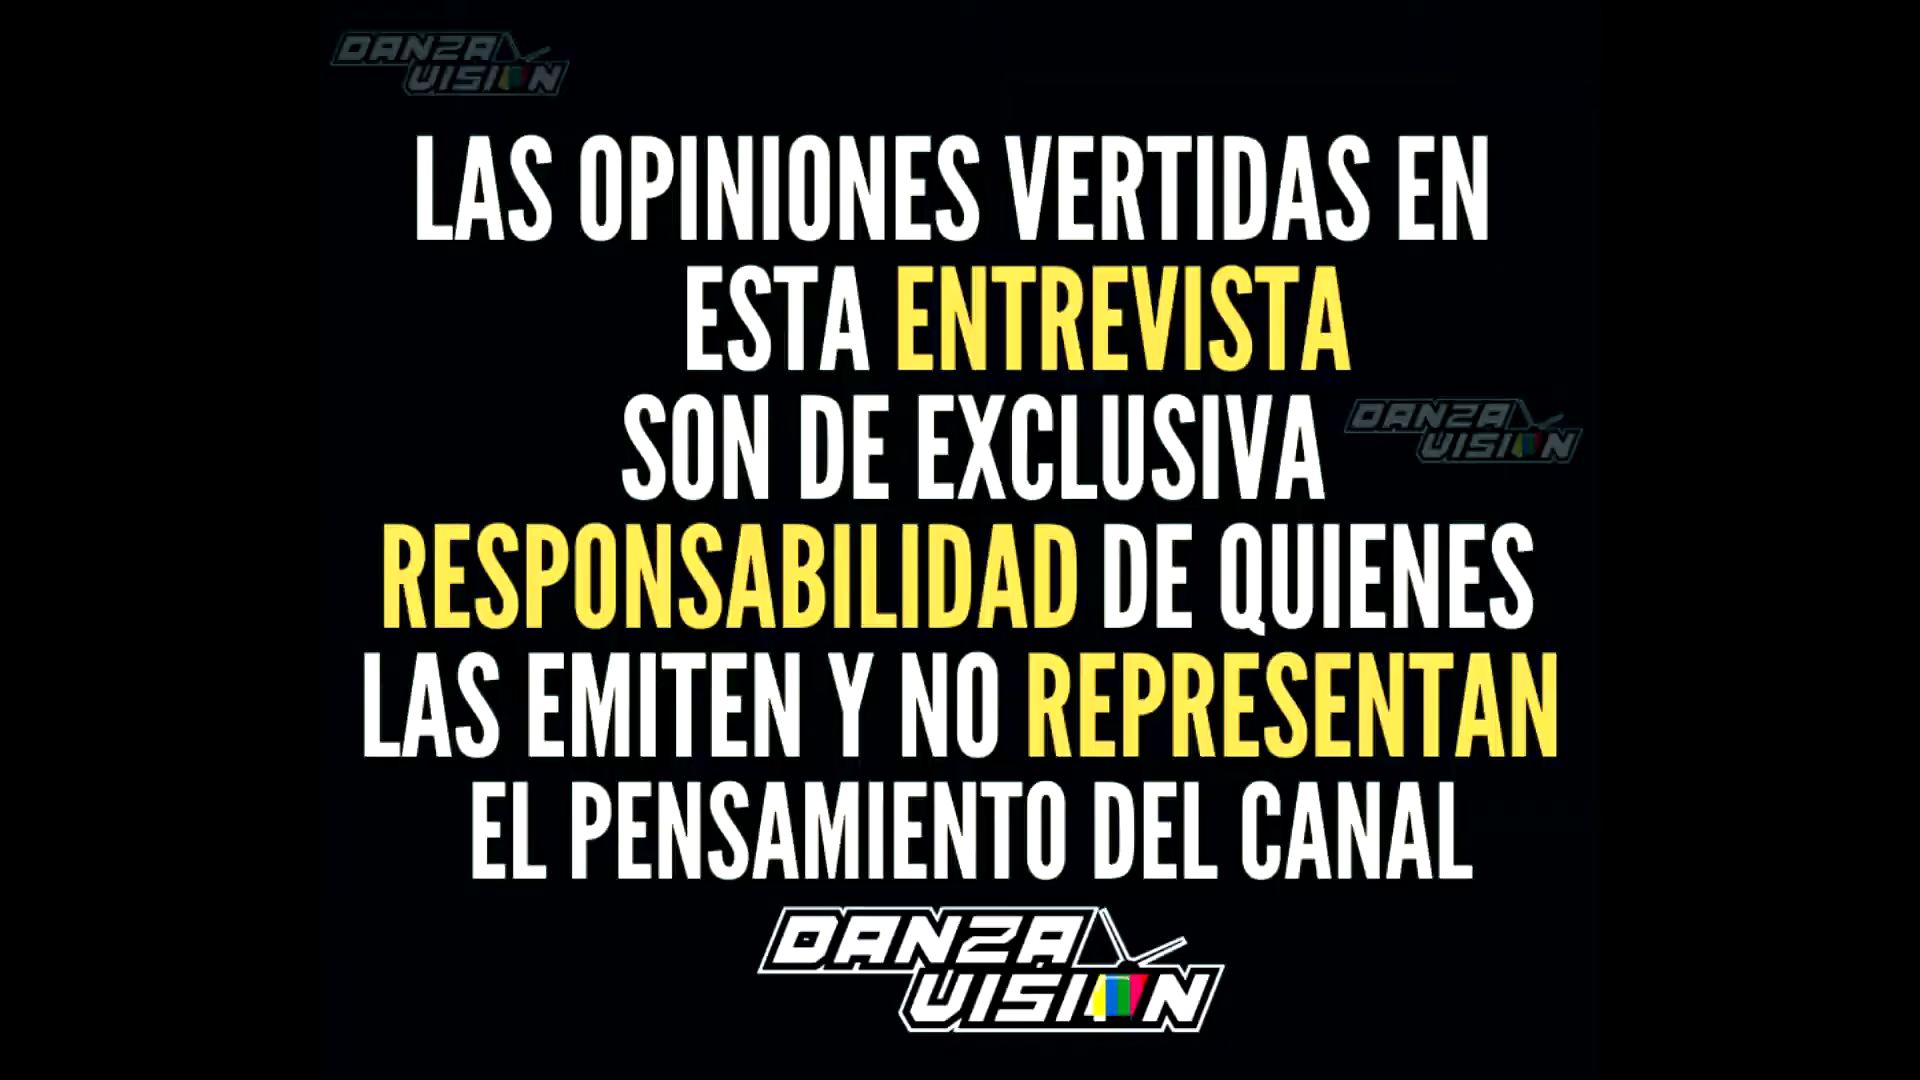 DANZA
VISION
LAS OPINIONES VERTIDAS EN
ESTA ENTREVISTA
SON DE EXCLUSIVA
DANZA
VISION
RESPONSABILIDAD DE QUIENES
LAS EMITEN Y NO REPRESENTAN
EL PENSAMIENTO DEL CANAL
DANZA
VISION